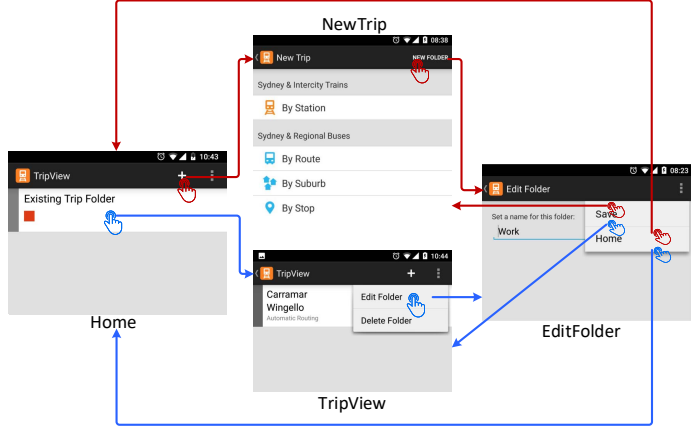 NewTrip
08:38
New Trip
NEW FOLDER
Sydney & Intercity Trains
By Station
Sydney & Regional Buses
By Route
By Suburb
By Stop
10:43
TripView
Existing Trip Folder
Home
08:23
Edit Folder
Set a name for this folder:
Work
Save
Home
EditFolder
10:44
TripView
Carramar
Wingello
Automatic Routing
Edit Folder
Delete Folder
TripView